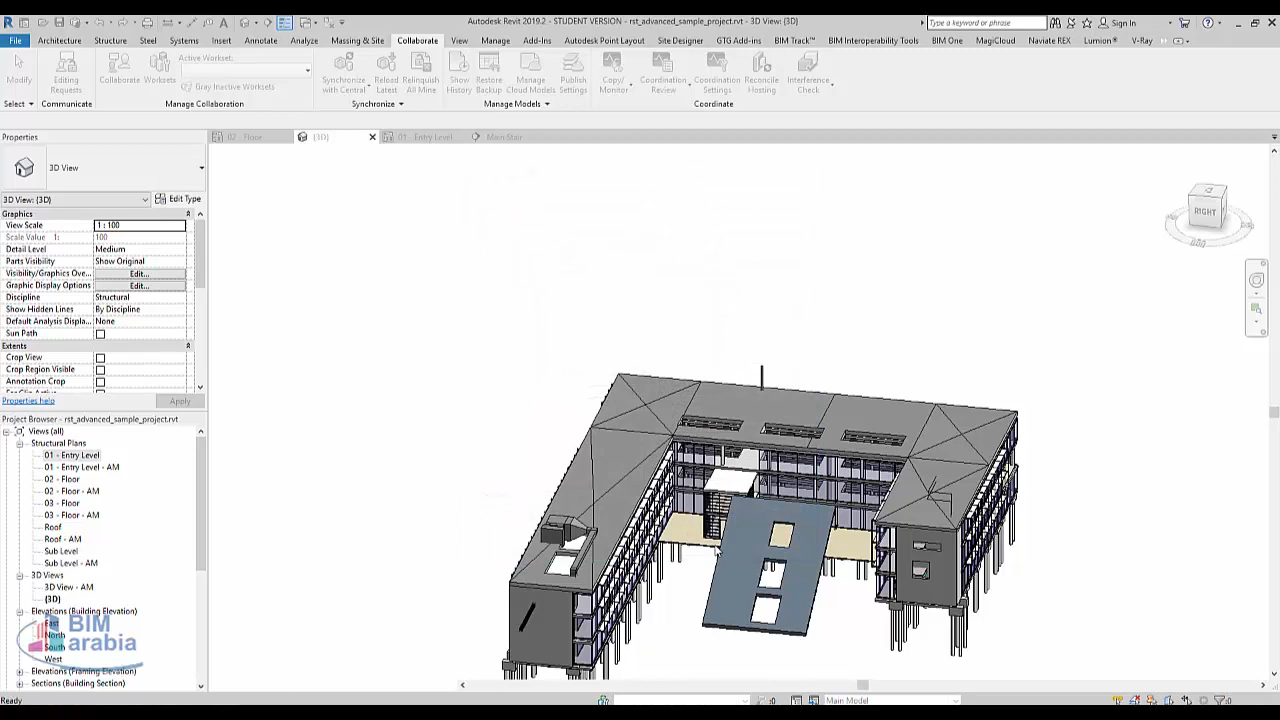 Autodesk Revit 2019.2 - STUDENT VERSION - rst_advanced_sample_project.rvt - 3D View: {3D}
Type a keyword or phrase
Sign In
File Architecture Structure Steel Systems Insert Annotate Analyze Massing & Site Collaborate View Manage Add-Ins Autodesk Point Layout Site Designer GTG Add-ins BIM Track™ BIM Interoperability Tools BIM One MagiCloud Naviate REX Lumion® V-Ray
Modify
Editing Requests
Collaborate
Worksets
Active Workset:
Gray Inactive Worksets
Synchronize with Central
Reload Latest
Relinquish All Mine
Show History
Restore Backup
Manage Cloud Models
Publish Settings
Copy/ Monitor
Coordination Review
Coordination Settings
Reconcile Hosting
Interference Check
Select
Communicate
Manage Collaboration
Synchronize
Manage Models
Coordinate
Properties
02 - Floor
{3D}
01 - Entry Level
Main Stair
3D View
3D View: {3D}
Edit Type
Graphics
View Scale 1 : 100
Scale Value 1: 100
Detail Level Medium
Parts Visibility Show Original
Visibility/Graphics Ove... Edit...
Graphic Display Options Edit...
Discipline Structural
Show Hidden Lines By Discipline
Default Analysis Displa... None
Sun Path
Extents
Crop View
Crop Region Visible
Annotation Crop
Properties help
Apply
Project Browser - rst_advanced_sample_project.rvt
Views (all)
Structural Plans
01 - Entry Level
01 - Entry Level - AM
02 - Floor
02 - Floor - AM
03 - Floor
03 - Floor - AM
Roof
Roof - AM
Sub Level
Sub Level - AM
3D Views
3D View - AM
{3D}
Elevations (Building Elevation)
East
North
South
West
Elevations (Framing Elevation)
Sections (Building Section)
BIM
arabia
RIGHT
Ready
:0
Main Model
:0